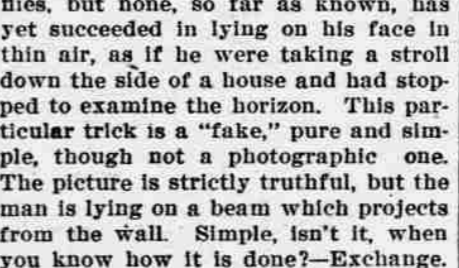 nies, but none, so far as known, has
yet succeeded in lying on his face in
thin air, as if he were taking a stroll
down the side of a house and had stop-
ped to examine the horizon. This par-
ticular trick is a “fake,” pure and sim-
ple, though not a photographic one.
The picture is strictly truthful, but the
man is lying on a beam which projects
from the wall. Simple, isn’t it, when
you know how it is done?—Exchange.